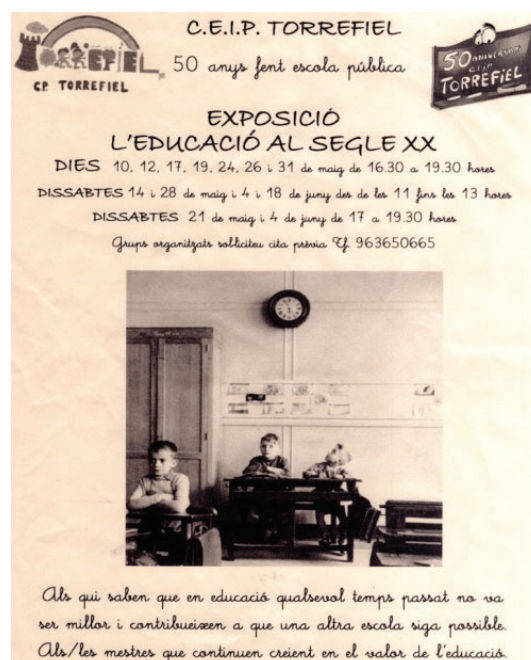 C.E.I.P. TORREFIEL
TORREFIEL
C.P. TORREFIEL
50 anys fent escola pública
50 ANIVERSARI
C.E.I.P.
TORREFIEL
EXPOSICIÓ
L'EDUCACIÓ AL SEGLE XX
DIES 10, 12, 17, 19, 24, 26 i 31 de maig de 16.30 a 19.30 hores
DISSABTES 14 i 28 de maig i 4 i 18 de juny des de les 11 fins les 13 hores
DISSABTES 21 de maig i 4 de juny de 17 a 19.30 hores
Grups organitzats sol·liciteu cita prèvia Tf. 963650665
Als qui saben que en educació qualsevol temps passat no va
ser millor i contribueixen a que una altra escola siga possible.
Als/les mestres que continuen creient en el valor de l'educació.